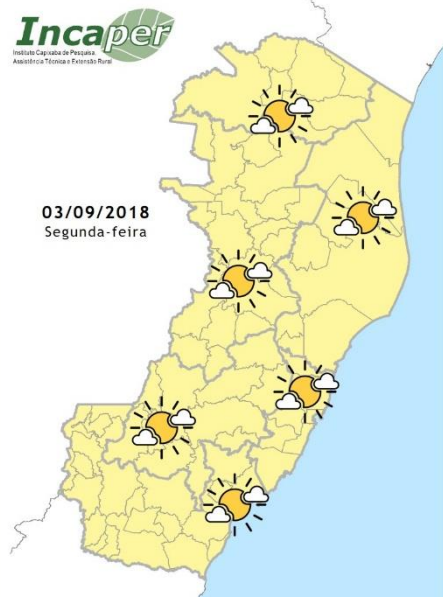 Incaper
Instituto Capixaba de Pesquisa,
Assistência Técnica e Extensão Rural
03/09/2018
Segunda-feira